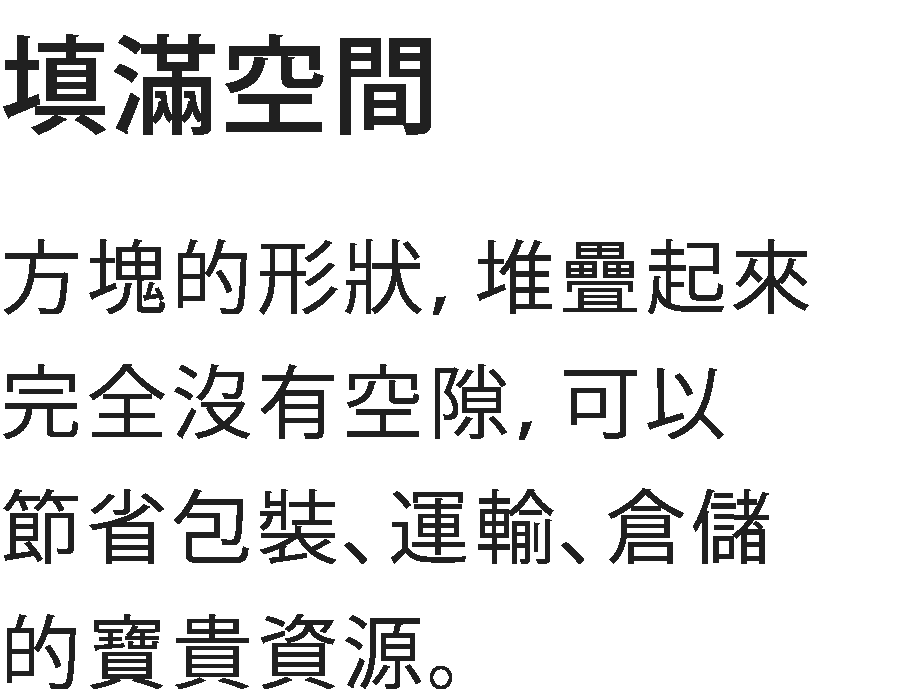 填滿空間
方塊的形狀, 堆疊起來
完全沒有空隙, 可以
節省包裝、運輸、倉儲
的寶貴資源。